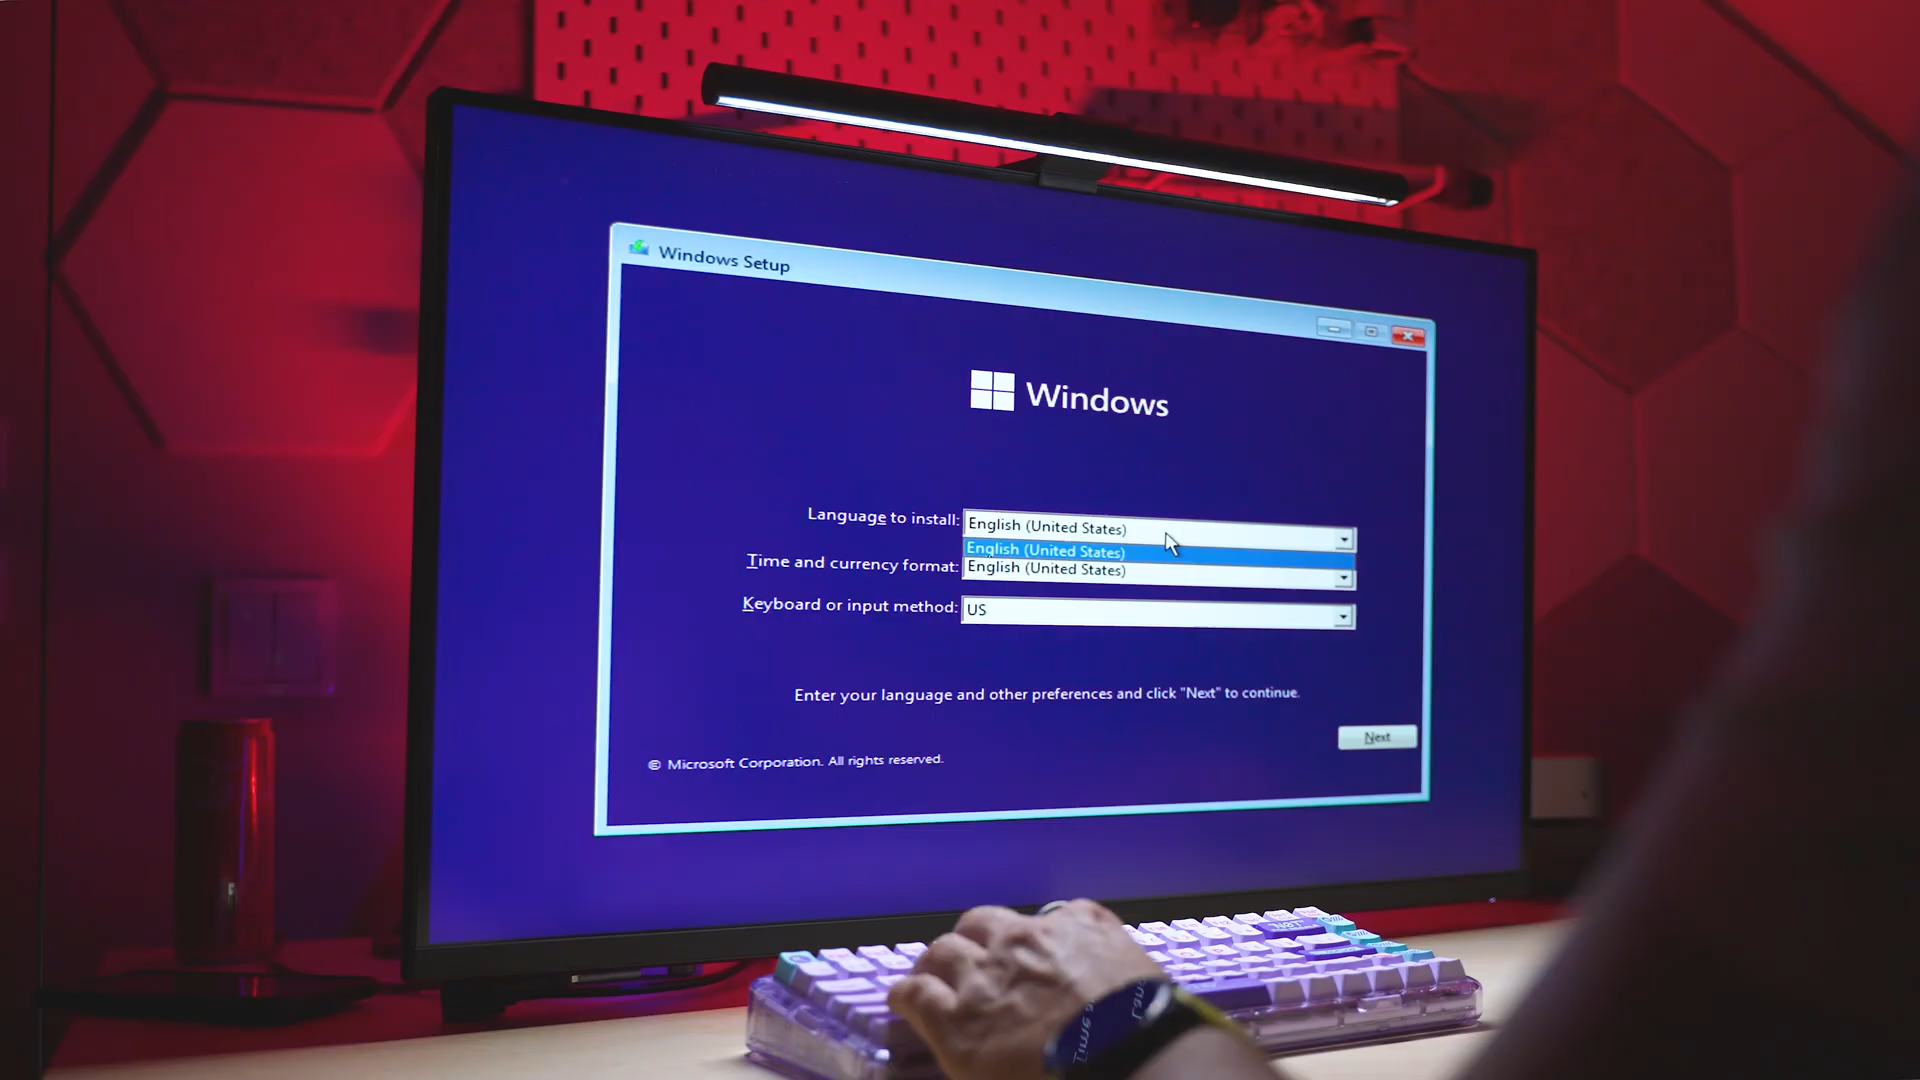 Windows Setup
Windows
Language to install: English (United States)
English (United States)
Time and currency format: English (United States)
Keyboard or input method: US
Enter your language and other preferences and click "Next" to continue.
Next
© Microsoft Corporation. All rights reserved.
Time a
Lang